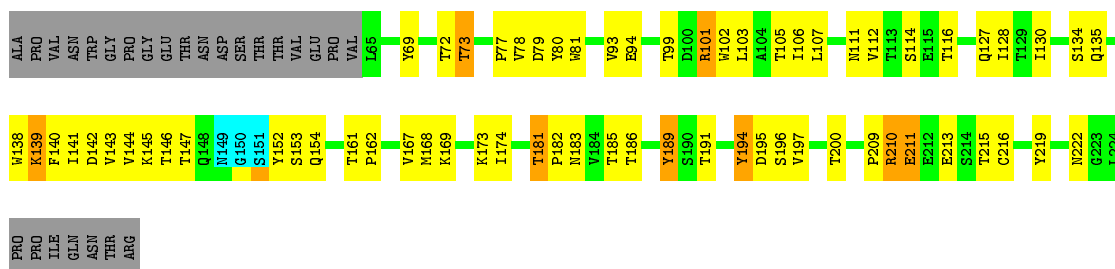 ALA PRO VAL ASN TRP GLY PRO GLY GLU THR ASN ASP SER THR THR VAL GLU PRO VAL L65 Y69 T72 T73 P77 V78 D79 Y80 W81 V93 E94 T99 D100 R101 W102 L103 A104 T105 I106 L107 N111 V112 T113 S114 E115 T116 Q127 I128 T129 I130 S134 Q135
W138 K139 F140 I141 D142 V143 V144 K145 T146 T147 Q148 N149 G150 S151 Y152 S153 Q154 T161 P162 V167 M168 K169 K173 I174 T181 P182 N183 V184 T185 T186 Y189 S190 T191 Y194 D195 S196 V197 T200 P209 R210 E211 E212 E213 S214 T215 C216 Y219 N222 G223 L224
PRO PRO ILE GLN ASN THR ARG